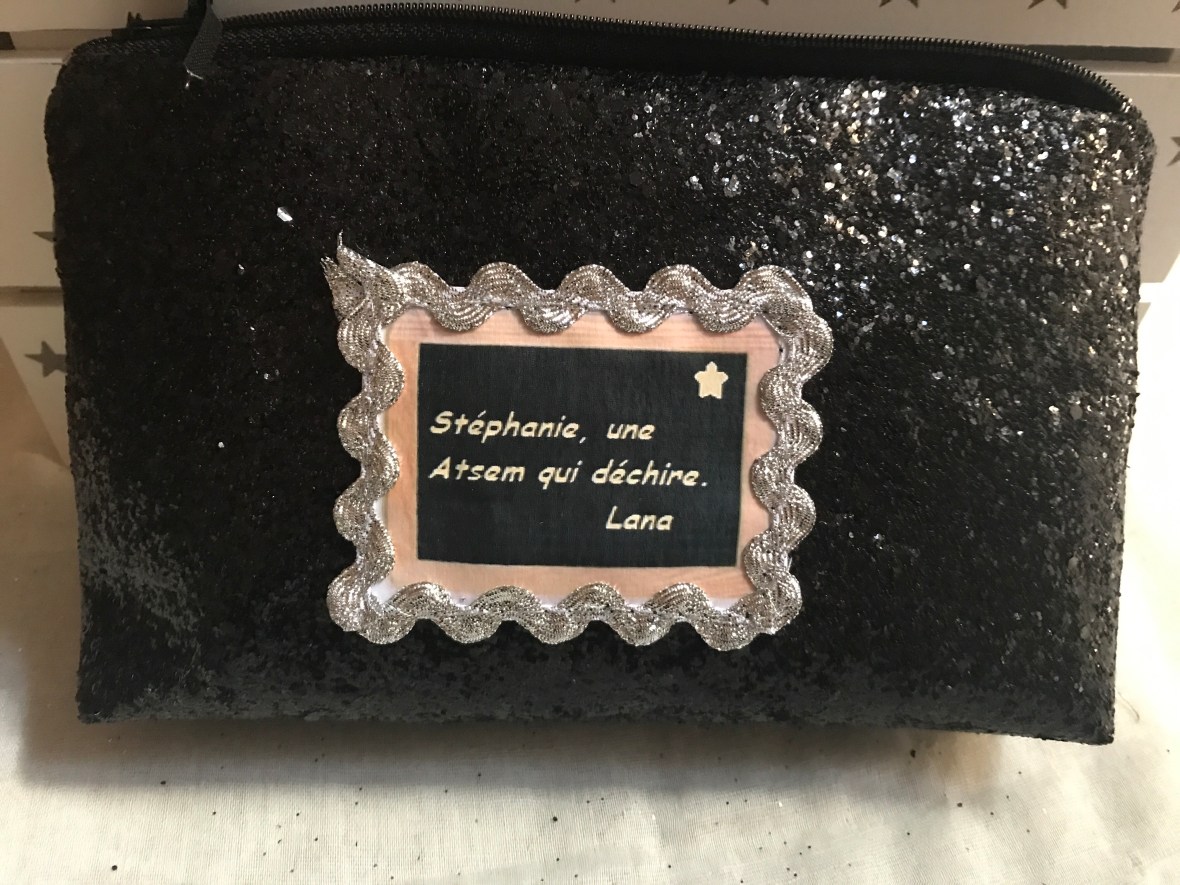 Stéphanie, une
Atsem qui déchire.
Lana